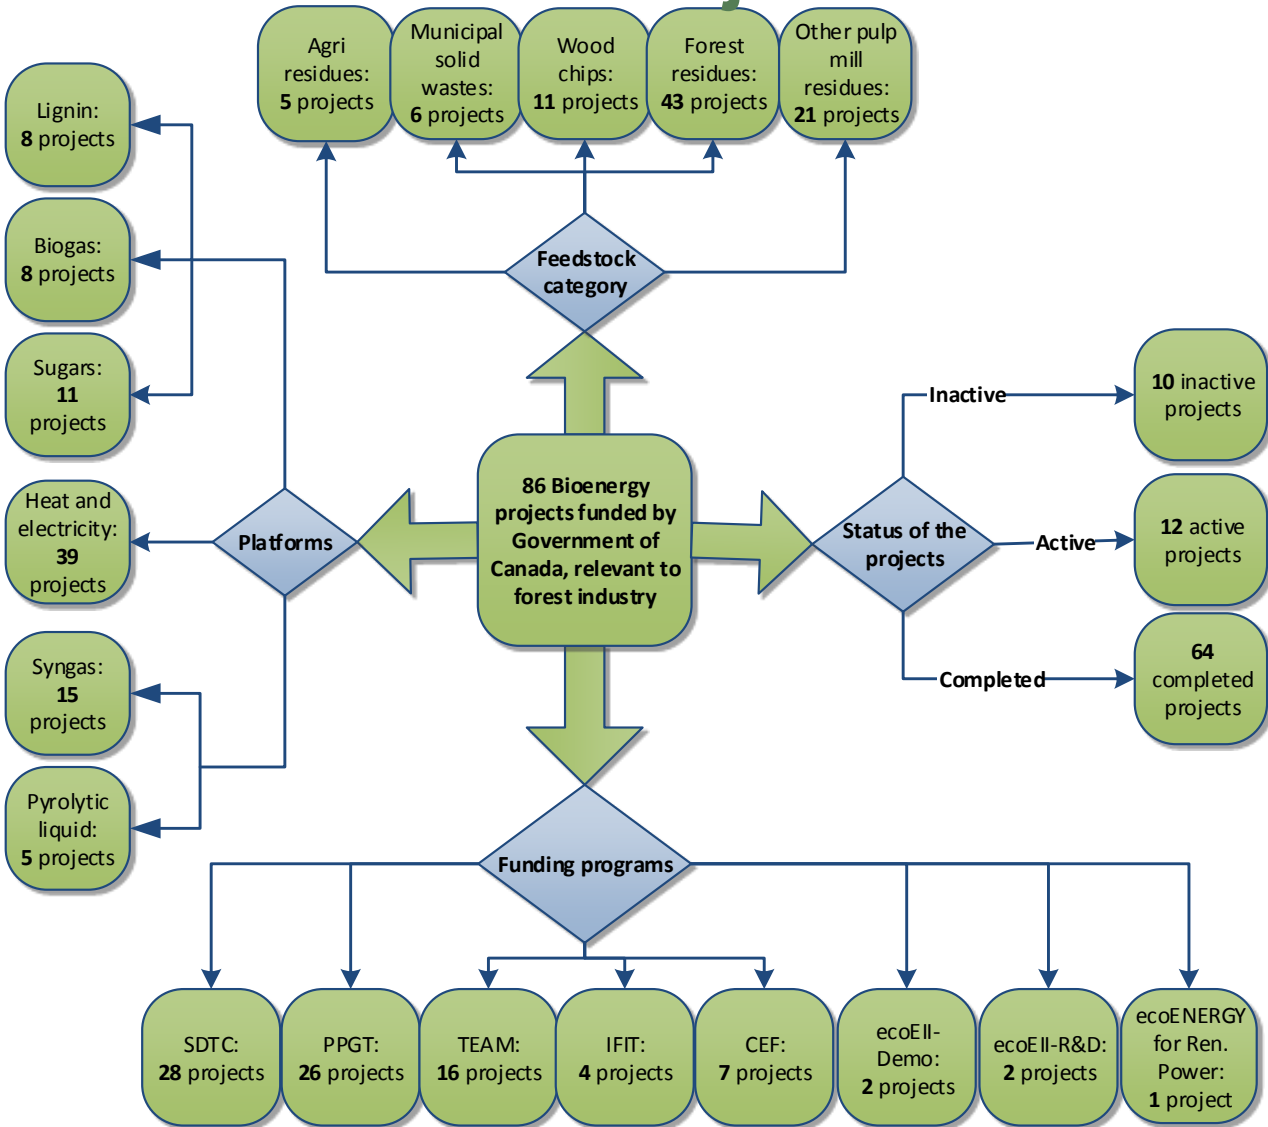 Agri
residues:
5 projects
Municipal
solid
wastes:
6 projects
Wood
chips:
11 projects
Forest
residues:
43 projects
Other pulp
mill
residues:
21 projects
Lignin:
8 projects
Biogas:
8 projects
Sugars:
11
projects
Heat and
electricity:
39
projects
Syngas:
15
projects
Pyrolytic
liquid:
5 projects
Feedstock
category
Platforms
86 Bioenergy
projects funded by
Government of
Canada, relevant to
forest industry
Status of the
projects
Inactive
Active
Completed
10 inactive
projects
12 active
projects
64
completed
projects
Funding programs
SDTC:
28 projects
PPGT:
26 projects
TEAM:
16 projects
IFIT:
4 projects
CEF:
7 projects
ecoEII-
Demo:
2 projects
ecoEII-R&D:
2 projects
ecoENERGY
for Ren.
Power:
1 project